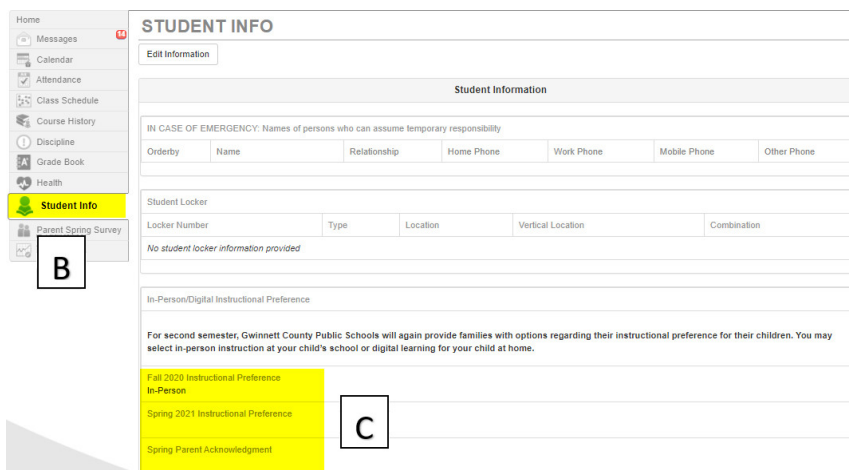 Home
Messages
14
Calendar
Attendance
Class Schedule
Course History
Discipline
Grade Book
Health
Student Info
Parent Spring Survey
B
STUDENT INFO
Edit Information
Student Information
IN CASE OF EMERGENCY: Names of persons who can assume temporary responsibility
Orderby Name Relationship Home Phone Work Phone Mobile Phone Other Phone
Student Locker
Locker Number Type Location Vertical Location Combination
No student locker information provided
In-Person/Digital Instructional Preference
For second semester, Gwinnett County Public Schools will again provide families with options regarding their instructional preference for their children. You may
select in-person instruction at your child's school or digital learning for your child at home.
Fall 2020 Instructional Preference
In-Person
Spring 2021 Instructional Preference
C
Spring Parent Acknowledgment